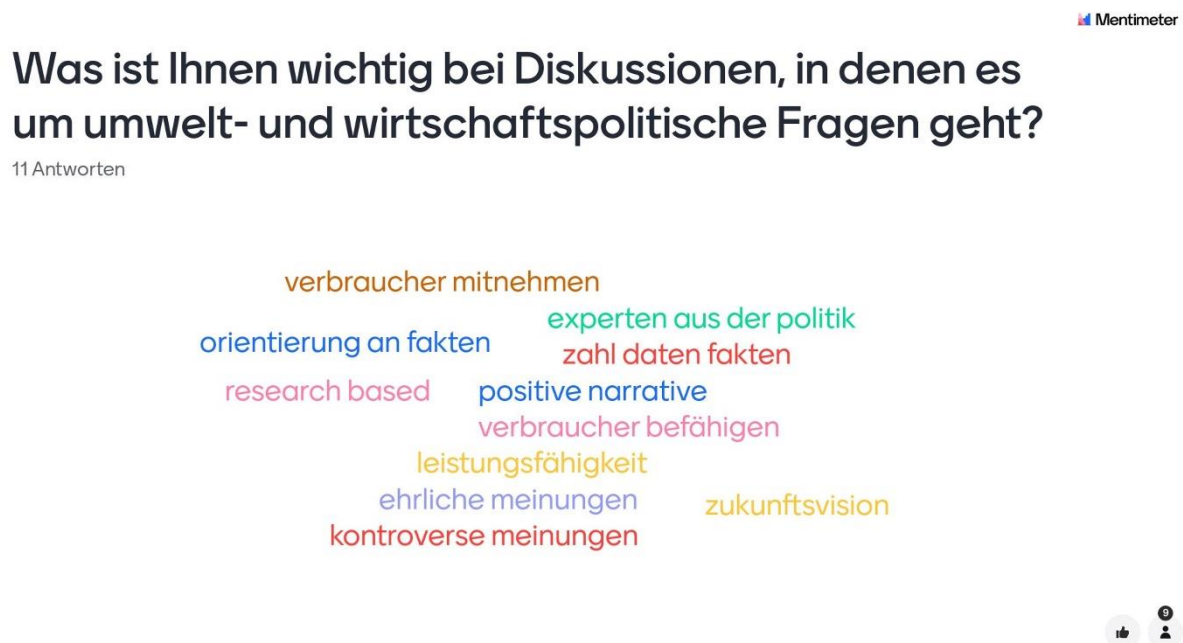 Mentimeter
Was ist Ihnen wichtig bei Diskussionen, in denen es
um umwelt- und wirtschaftspolitische Fragen geht?
11 Antworten
verbraucher mitnehmen
experten aus der politik
orientierung an fakten
zahl daten fakten
research based
positive narrative
verbraucher befähigen
leistungsfähigkeit
ehrliche meinungen
zukunftsvision
kontroverse meinungen
9